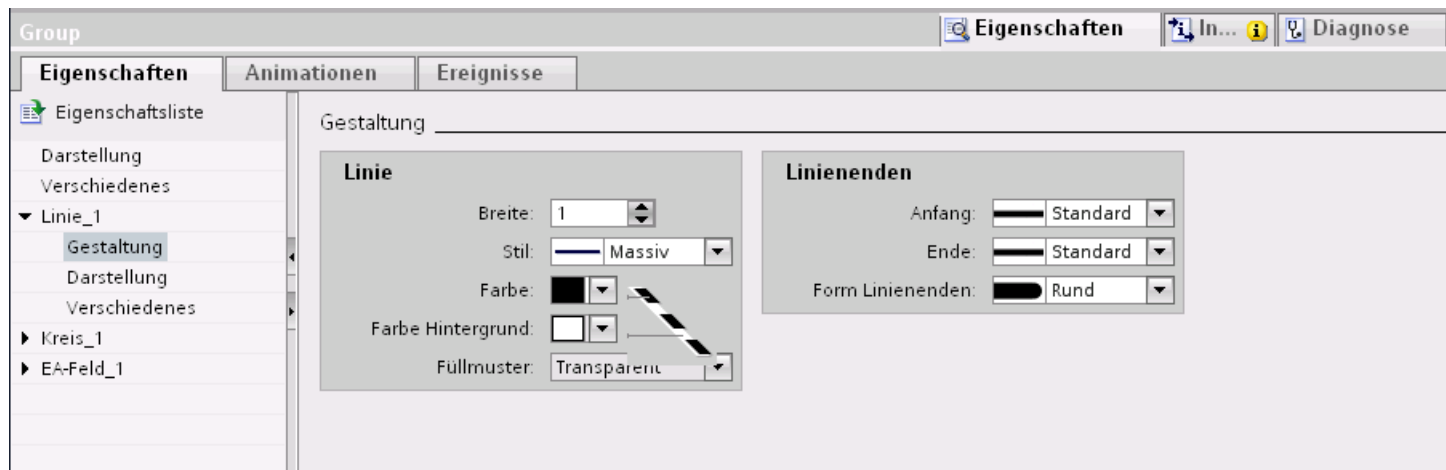 Group
Eigenschaften
In...
Diagnose
Eigenschaften
Animationen
Ereignisse
Eigenschaftsliste
Darstellung
Verschiedenes
Linie_1
Gestaltung
Darstellung
Verschiedenes
Kreis_1
EA-Feld_1
Gestaltung
Linie
Breite: 1
Stil: Massiv
Farbe:
Farbe Hintergrund:
Füllmuster: Transparent
Linienenden
Anfang: Standard
Ende: Standard
Form Linienenden: Rund